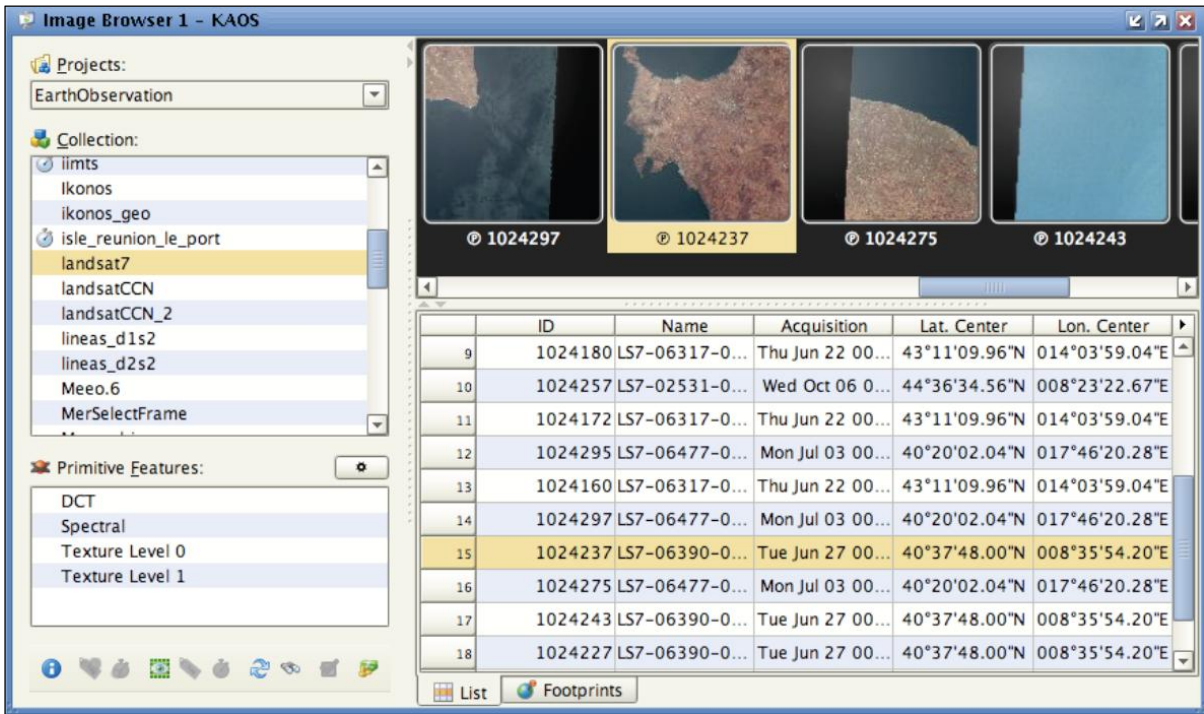 Image Browser 1 - KAOS
Projects:
EarthObservation
Collection:
iimts
Ikonos
ikonos_geo
isle_reunion_le_port
landsat7
landsatCCN
landsatCCN_2
lineas_d1s2
lineas_d2s2
Meeo.6
MerSelectFrame
Primitive Features:
DCT
Spectral
Texture Level 0
Texture Level 1
℗ 1024297 ℗ 1024237 ℗ 1024275 ℗ 1024243
ID Name Acquisition Lat. Center Lon. Center
9 1024180 LS7-06317-0... Thu Jun 22 00... 43°11'09.96"N 014°03'59.04"E
10 1024257 LS7-02531-0... Wed Oct 06 0... 44°36'34.56"N 008°23'22.67"E
11 1024172 LS7-06317-0... Thu Jun 22 00... 43°11'09.96"N 014°03'59.04"E
12 1024295 LS7-06477-0... Mon Jul 03 00... 40°20'02.04"N 017°46'20.28"E
13 1024160 LS7-06317-0... Thu Jun 22 00... 43°11'09.96"N 014°03'59.04"E
14 1024297 LS7-06477-0... Mon Jul 03 00... 40°20'02.04"N 017°46'20.28"E
15 1024237 LS7-06390-0... Tue Jun 27 00... 40°37'48.00"N 008°35'54.20"E
16 1024275 LS7-06477-0... Mon Jul 03 00... 40°20'02.04"N 017°46'20.28"E
17 1024243 LS7-06390-0... Tue Jun 27 00... 40°37'48.00"N 008°35'54.20"E
18 1024227 LS7-06390-0... Tue Jun 27 00... 40°37'48.00"N 008°35'54.20"E
List Footprints